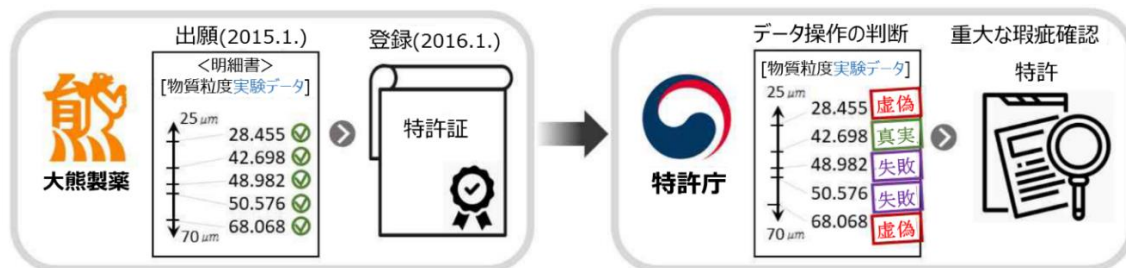 出願(2015.1.)
<明細書>
[物質粒度実験データ]
25 μm
28.455
42.698
48.982
50.576
68.068
70 μm
熊
大熊製薬
登録(2016.1.)
特許証
特許庁
データ操作の判断
[物質粒度実験データ]
25 μm
28.455 虚偽
42.698 真実
48.982 失敗
50.576 失敗
68.068 虚偽
70 μm
重大な瑕疵確認
特許